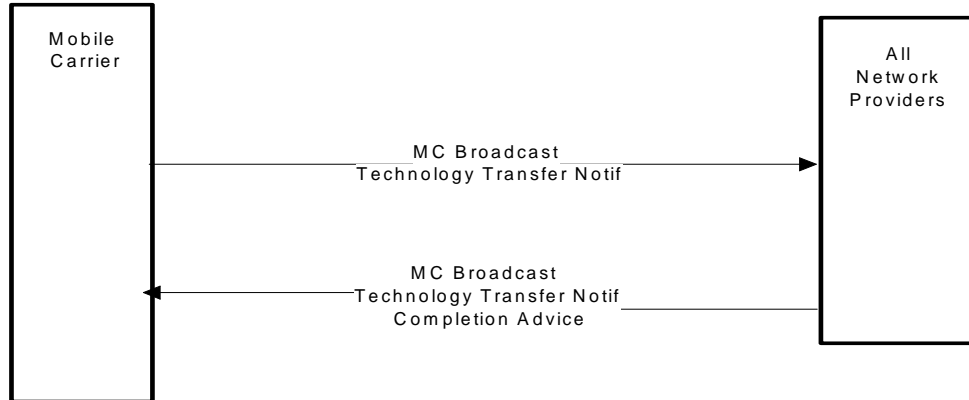 Mobile
Carrier
All
Network
Providers
MC Broadcast
Technology Transfer Notif
MC Broadcast
Technology Transfer Notif
Completion Advice